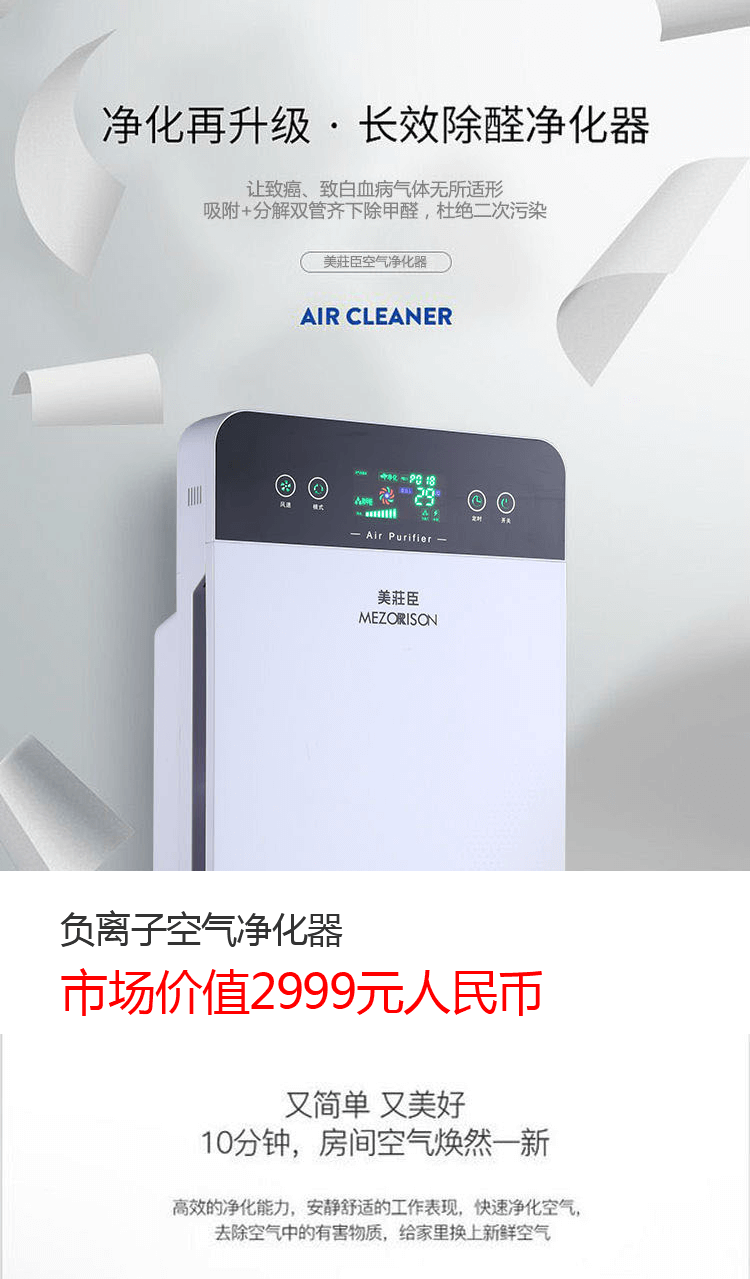 净化再升级 · 长效除醛净化器
让致癌、致白血病气体无所适形
吸附+分解双管齐下除甲醛，杜绝二次污染
美莊臣空气净化器
AIR CLEANER
净化 P018
29
风速 模式 定时 开关
— Air Purifier —
美莊臣
MEZORRISON
负离子空气净化器
市场价值2999元人民币
又简单 又美好
10分钟，房间空气焕然一新
高效的净化能力，安静舒适的工作表现，快速净化空气，
去除空气中的有害物质，给家里换上新鲜空气